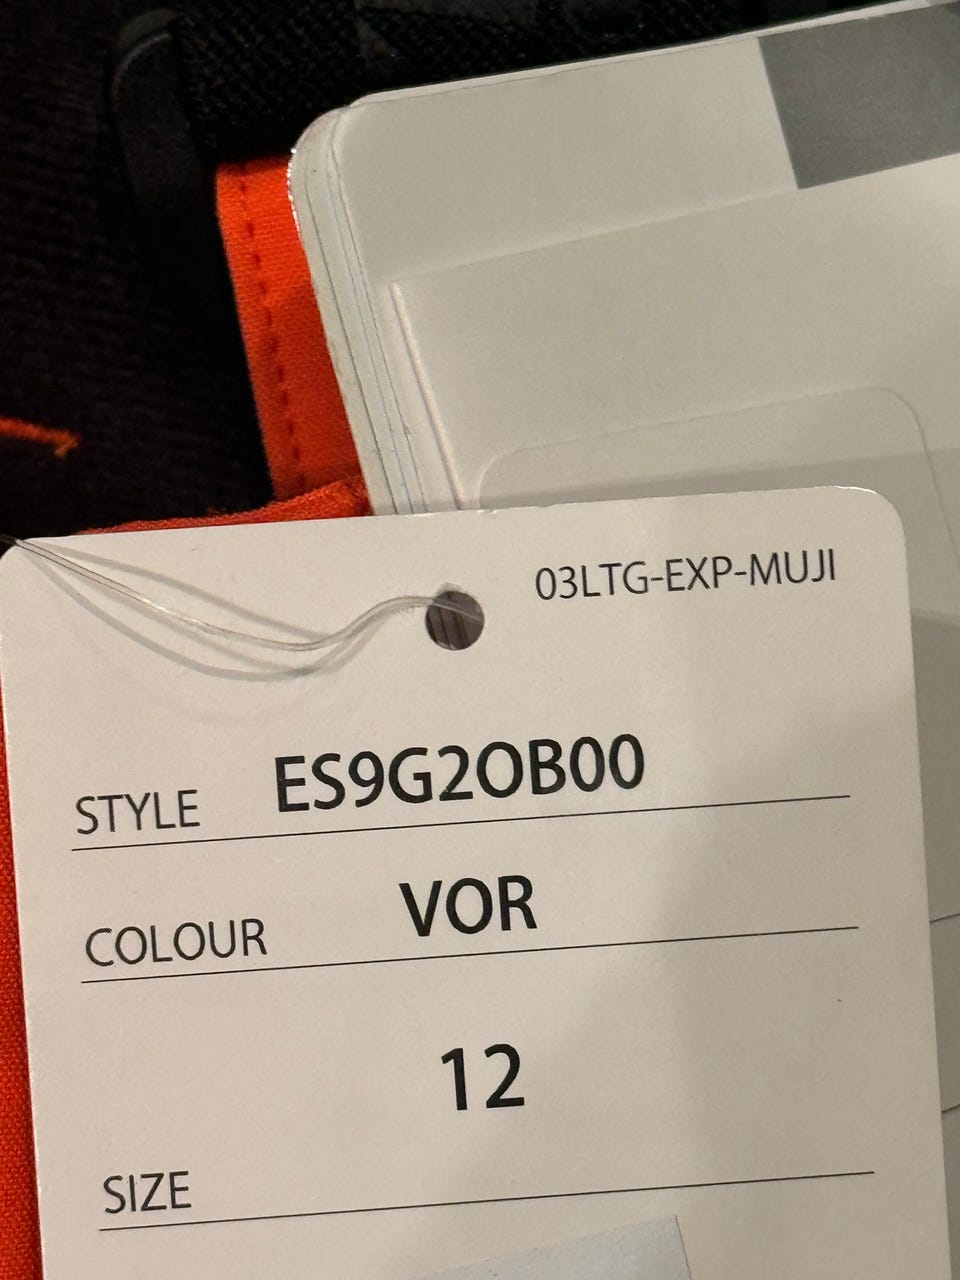 03LTG-EXP-MUJI
STYLE ES9G2OB00
COLOUR VOR
12
SIZE